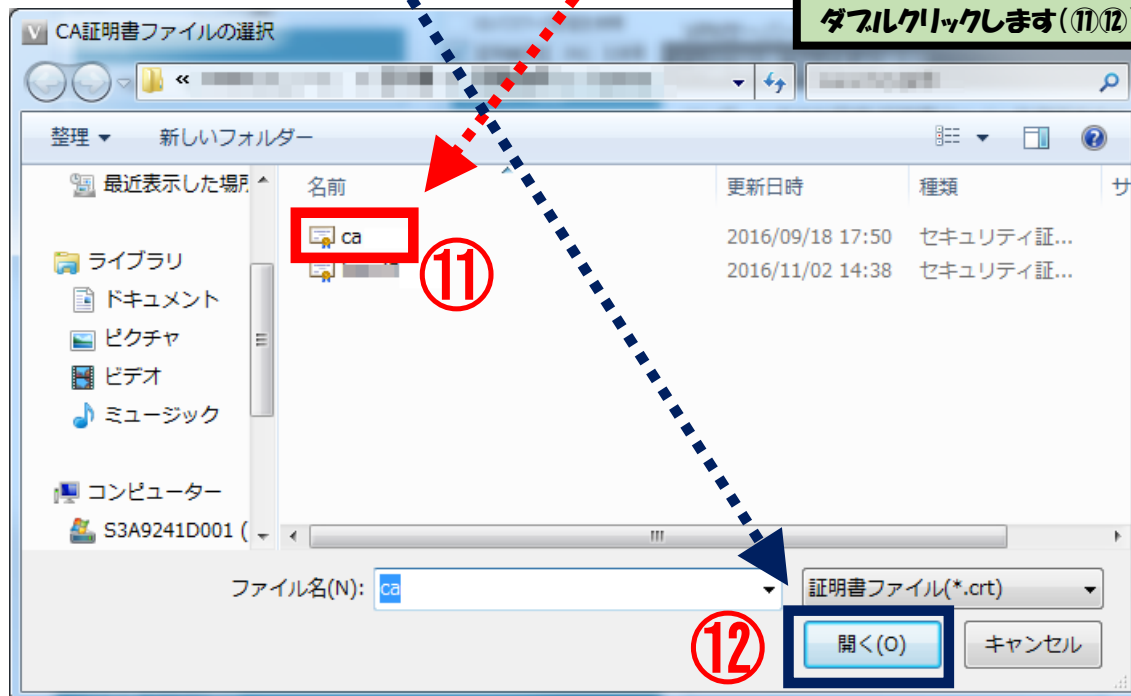 ダブルクリックします(⑪⑫)
CA証明書ファイルの選択
«
整理 新しいフォルダー
最近表示した場所
名前 更新日時 種類 サ
ca 2016/09/18 17:50 セキュリティ証...
⑪
2016/11/02 14:38 セキュリティ証...
ライブラリ
ドキュメント
ピクチャ
ビデオ
ミュージック
コンピューター
S3A9241D001 (
ファイル名(N): ca 証明書ファイル(*.crt)
⑫
開く(O) キャンセル